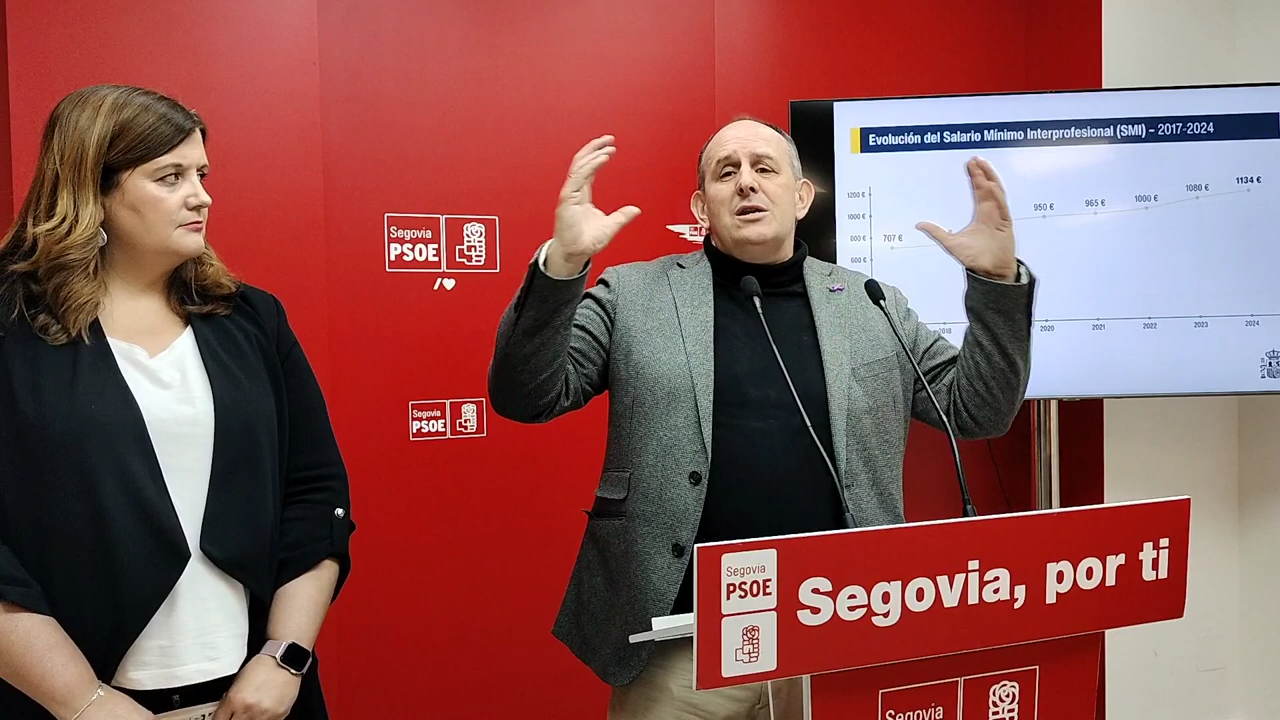 Evolución del Salario Mínimo Interprofesional (SMI) – 2017-2024
1200 €
1000 €
800 €
600 €
707 €
950 €
965 €
1000 €
1080 €
1134 €
2018
2020
2021
2022
2023
2024
Segovia
PSOE
Segovia
PSOE
Segovia
PSOE
Segovia, por ti
Segovia